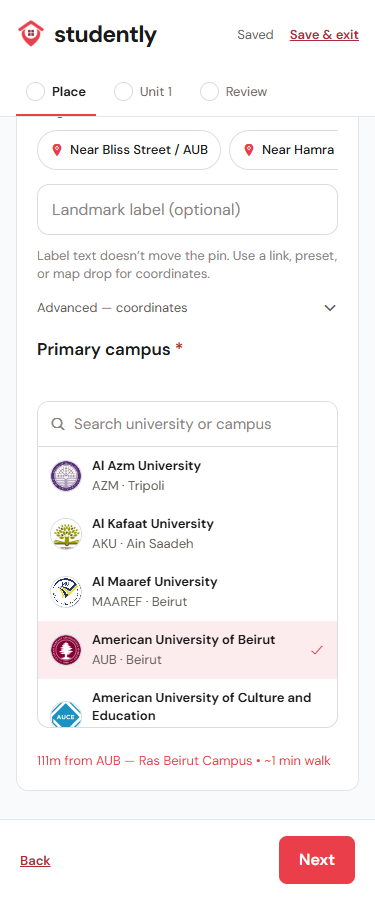 studently
Saved
Save & exit
Place
Unit 1
Review
Near Bliss Street / AUB
Near Hamra
Landmark label (optional)
Label text doesn’t move the pin. Use a link, preset,
or map drop for coordinates.
Advanced — coordinates
Primary campus *
Search university or campus
Al Azm University
AZM · Tripoli
Al Kafaat University
AKU · Ain Saadeh
Al Maaref University
MAAREF · Beirut
American University of Beirut
AUB · Beirut
American University of Culture and
Education
AUCE
111m from AUB — Ras Beirut Campus • ~1 min walk
Back
Next